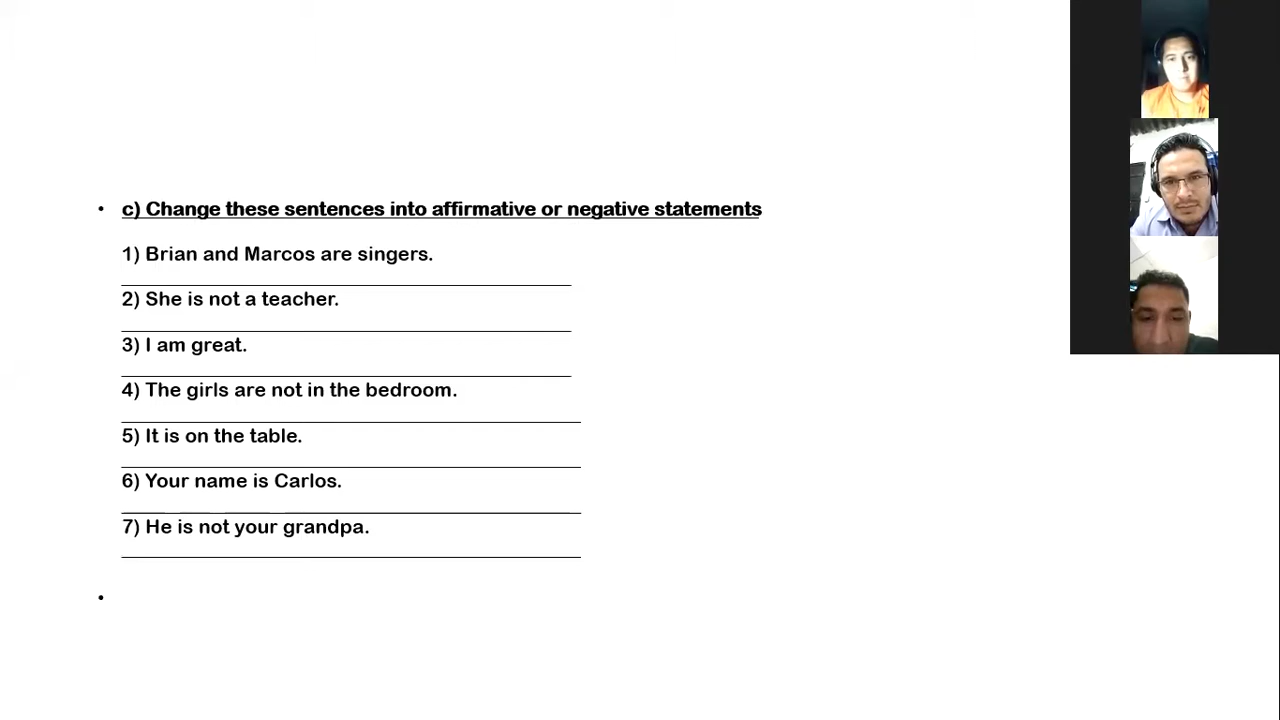 c) Change these sentences into affirmative or negative statements
1) Brian and Marcos are singers.
2) She is not a teacher.
3) I am great.
4) The girls are not in the bedroom.
5) It is on the table.
6) Your name is Carlos.
7) He is not your grandpa.